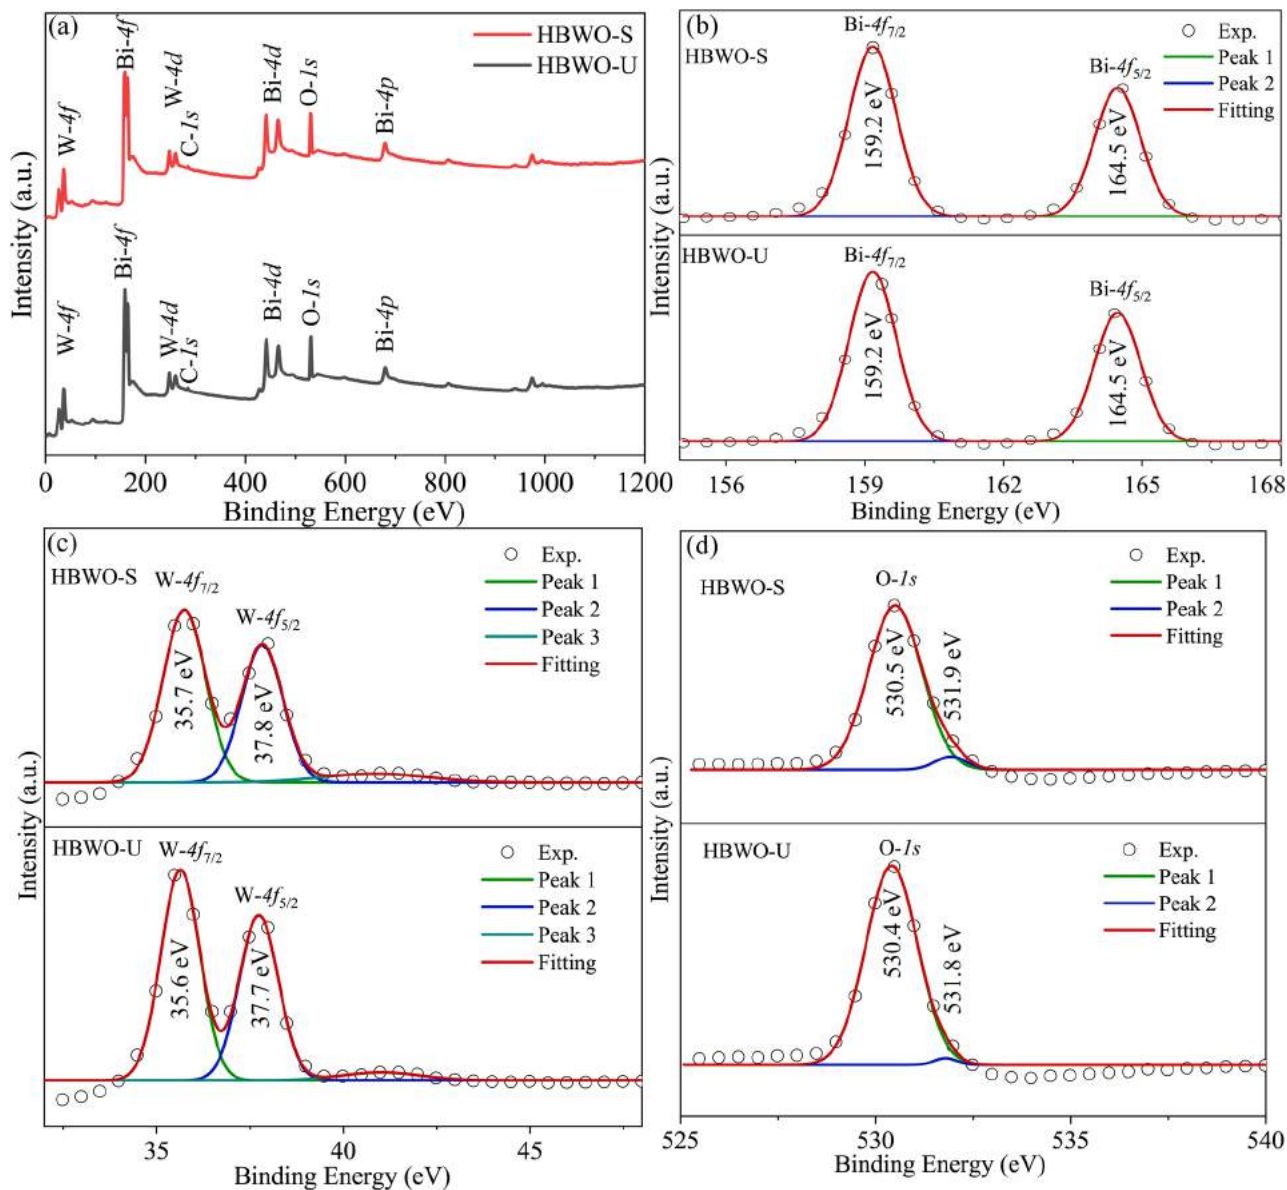 (a)
HBWO-S
HBWO-U
W-4f
Bi-4f
W-4d
C-1s
Bi-4d
O-1s
Bi-4p
W-4f
Bi-4f
W-4d
C-1s
Bi-4d
O-1s
Bi-4p
Intensity (a.u.)
0 200 400 600 800 1000 1200
Binding Energy (eV)
(b)
HBWO-S
Bi-4f7/2
159.2 eV
Bi-4f5/2
164.5 eV
Exp.
Peak 1
Peak 2
Fitting
HBWO-U
Bi-4f7/2
159.2 eV
Bi-4f5/2
164.5 eV
Intensity (a.u.)
156 159 162 165 168
Binding Energy (eV)
(c)
HBWO-S
W-4f7/2
35.7 eV
W-4f5/2
37.8 eV
Exp.
Peak 1
Peak 2
Peak 3
Fitting
HBWO-U
W-4f7/2
35.6 eV
W-4f5/2
37.7 eV
Exp.
Peak 1
Peak 2
Peak 3
Fitting
Intensity (a.u.)
35 40 45
Binding Energy (eV)
(d)
HBWO-S
O-1s
530.5 eV
531.9 eV
Exp.
Peak 1
Peak 2
Fitting
HBWO-U
O-1s
530.4 eV
531.8 eV
Exp.
Peak 1
Peak 2
Fitting
Intensity (a.u.)
525 530 535 540
Binding Energy (eV)